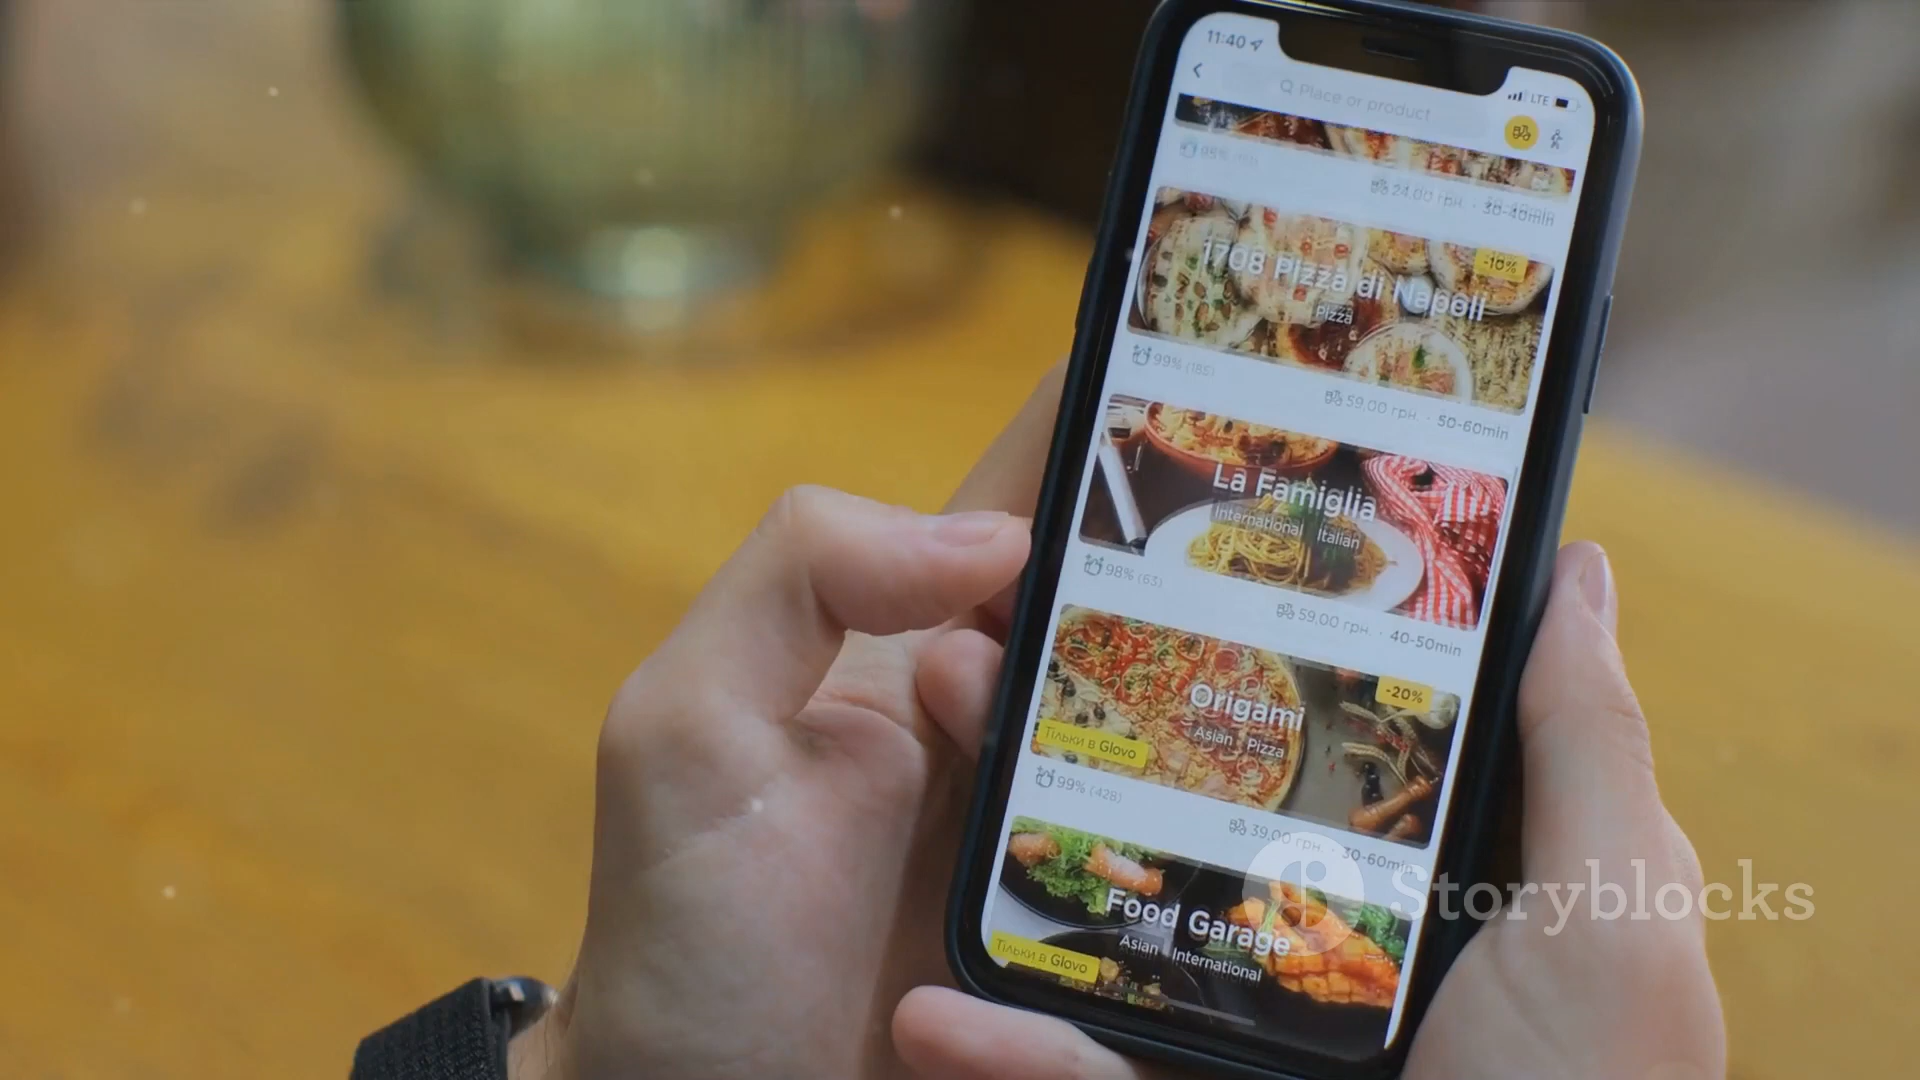 11:40
LTE
Place or product
95%
24,00 грн. · 30-40min
-10%
1708 Pizza di Napoli
Pizza
99% (185)
59,00 грн. · 50-60min
La Famiglia
International Italian
98% (63)
59,00 грн. · 40-50min
-20%
Origami
Asian Pizza
Тільки в Glovo
99% (428)
39,00 грн. · 30-60min
Storyblocks
Food Garage
Asian International
Тільки в Glovo